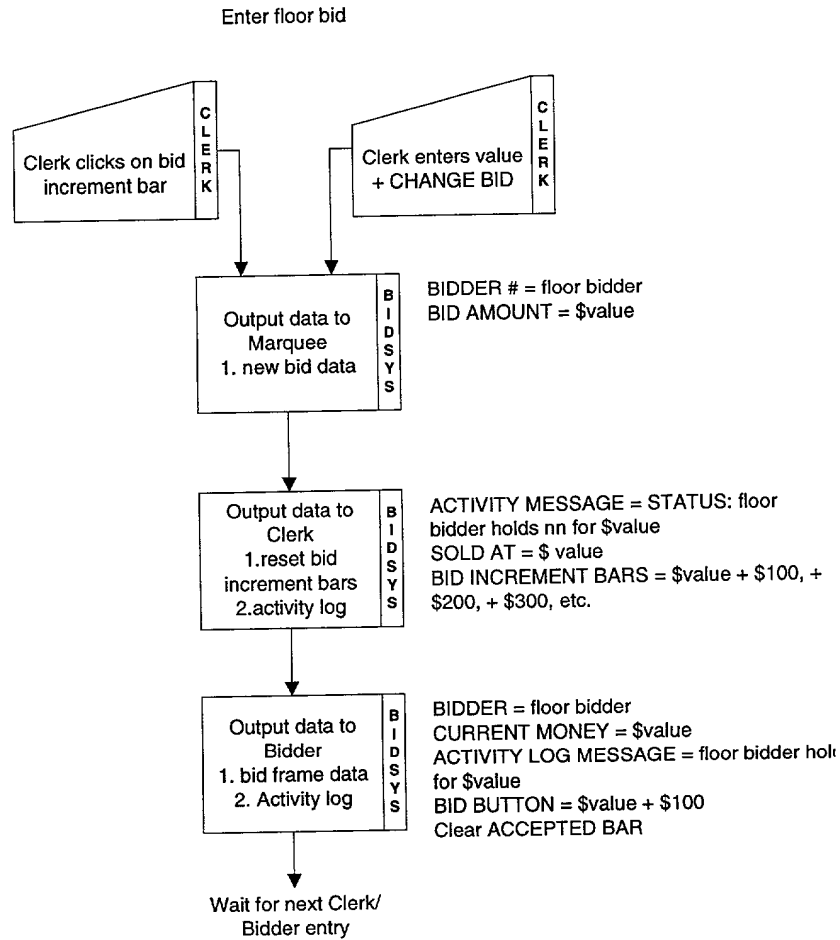 Enter floor bid
Clerk clicks on bid
increment bar
CLERK
Clerk enters value
+ CHANGE BID
CLERK
Output data to
Marquee
1. new bid data
BIDSYS
BIDDER # = floor bidder
BID AMOUNT = $value
Output data to
Clerk
1.reset bid
increment bars
2.activity log
BIDSYS
ACTIVITY MESSAGE = STATUS: floor
bidder holds nn for $value
SOLD AT = $ value
BID INCREMENT BARS = $value + $100, +
$200, + $300, etc.
Output data to
Bidder
1. bid frame data
2. Activity log
BIDSYS
BIDDER = floor bidder
CURRENT MONEY = $value
ACTIVITY LOG MESSAGE = floor bidder
for $value
BID BUTTON = $value + $100
Clear ACCEPTED BAR
Wait for next Clerk/
Bidder entry